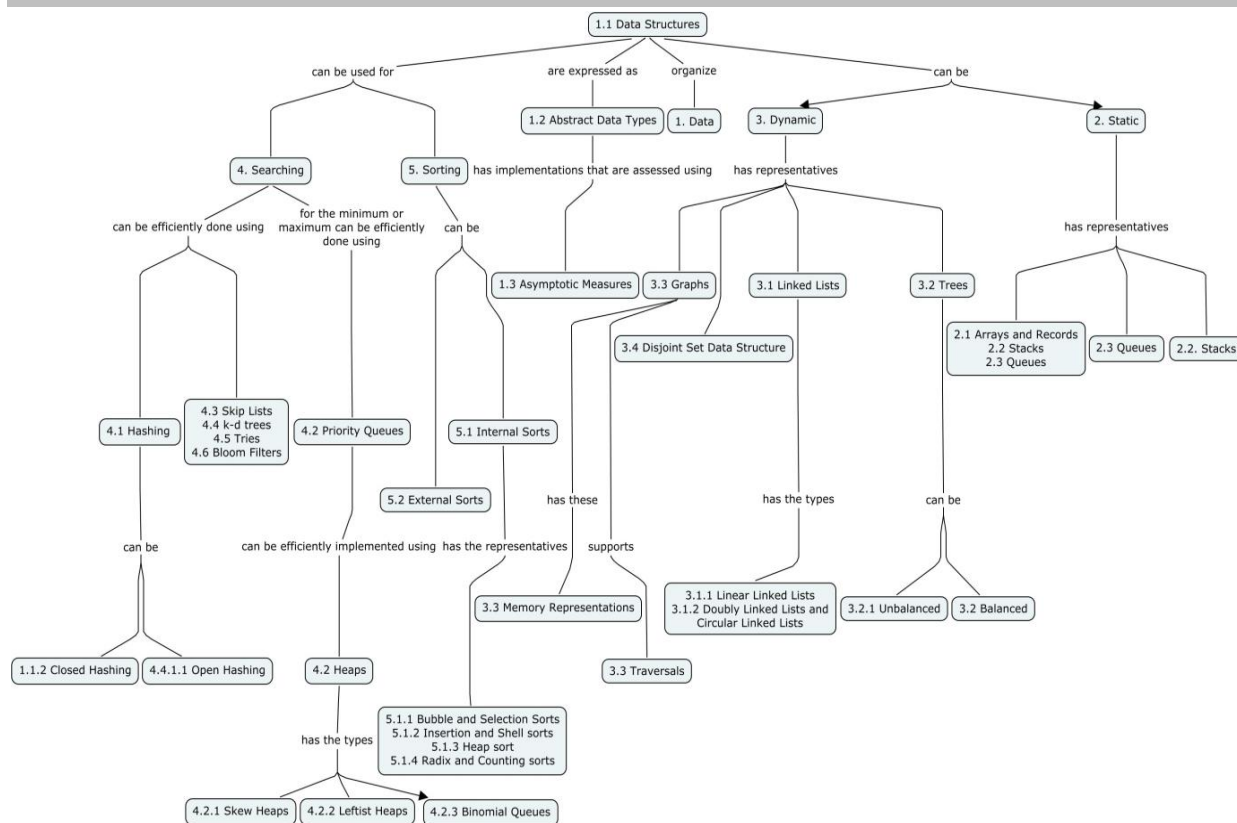 1.1 Data Structures
can be used for
are expressed as
organize
can be
1.2 Abstract Data Types
1. Data
3. Dynamic
2. Static
4. Searching
5. Sorting
has implementations that are assessed using
has representatives
can be efficiently done using
for the minimum or
maximum can be efficiently
done using
can be
has representatives
1.3 Asymptotic Measures
3.3 Graphs
3.1 Linked Lists
3.2 Trees
3.4 Disjoint Set Data Structure
2.1 Arrays and Records
2.2 Stacks
2.3 Queues
2.3 Queues
2.2. Stacks
4.1 Hashing
4.3 Skip Lists
4.4 k-d trees
4.5 Tries
4.6 Bloom Filters
4.2 Priority Queues
5.1 Internal Sorts
5.2 External Sorts
has these
has the types
can be
can be
can be efficiently implemented using
has the representatives
supports
3.3 Memory Representations
3.1.1 Linear Linked Lists
3.1.2 Doubly Linked Lists and
Circular Linked Lists
3.2.1 Unbalanced
3.2 Balanced
1.1.2 Closed Hashing
4.4.1.1 Open Hashing
4.2 Heaps
3.3 Traversals
5.1.1 Bubble and Selection Sorts
5.1.2 Insertion and Shell sorts
5.1.3 Heap sort
5.1.4 Radix and Counting sorts
has the types
4.2.1 Skew Heaps
4.2.2 Leftist Heaps
4.2.3 Binomial Queues